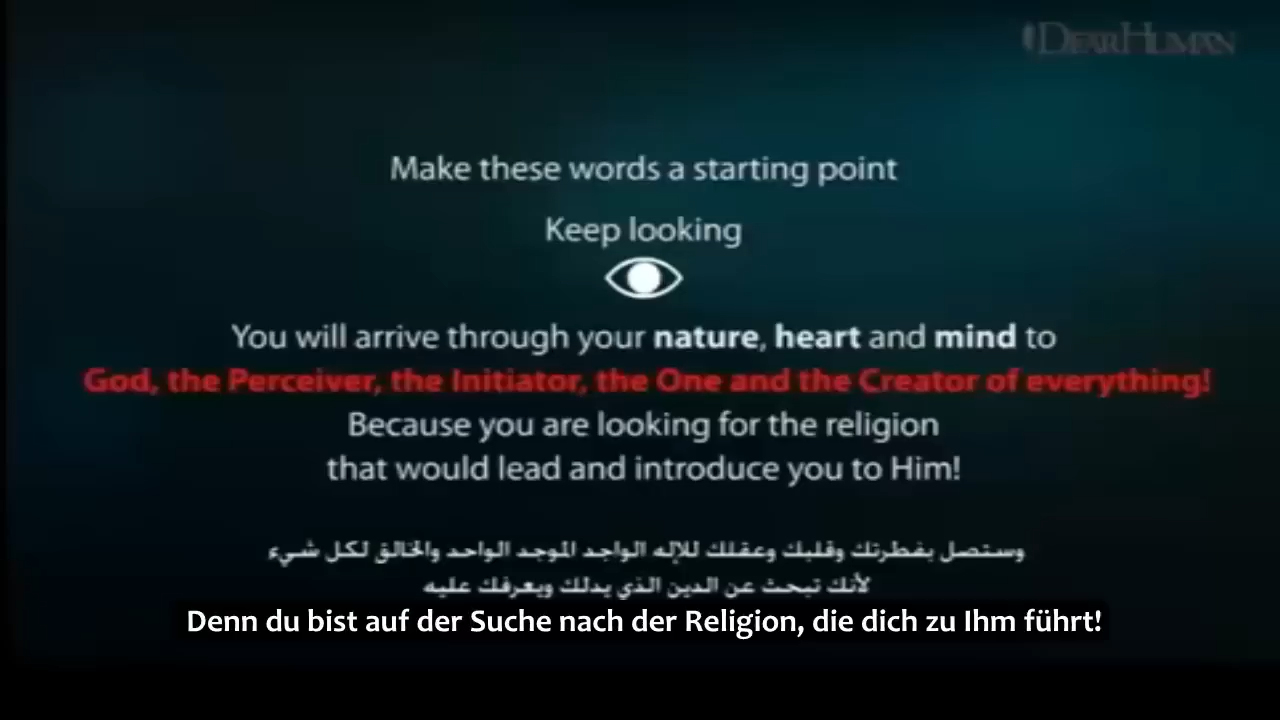 DEARHUMAN
Make these words a starting point
Keep looking
You will arrive through your nature, heart and mind to
God, the Perceiver, the Initiator, the One and the Creator of everything!
Because you are looking for the religion
that would lead and introduce you to Him!
وستصل بفطرتك وقلبك وعقلك للإله الواجد الموجد الواحد والخالق لكل شيء
لأنك تبحث عن الدين الذي يدلك ويعرفك عليه
Denn du bist auf der Suche nach der Religion, die dich zu Ihm führt!